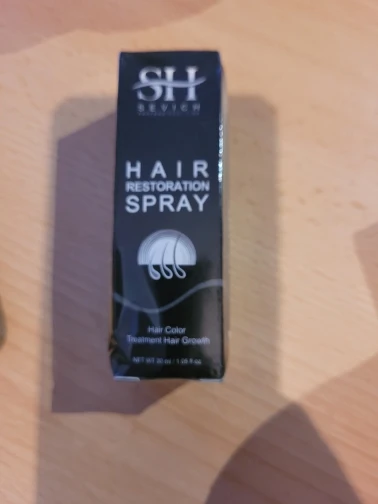 SH
SEVICH
HAIR
RESTORATION
SPRAY
Hair Color
Treatment Hair Growth